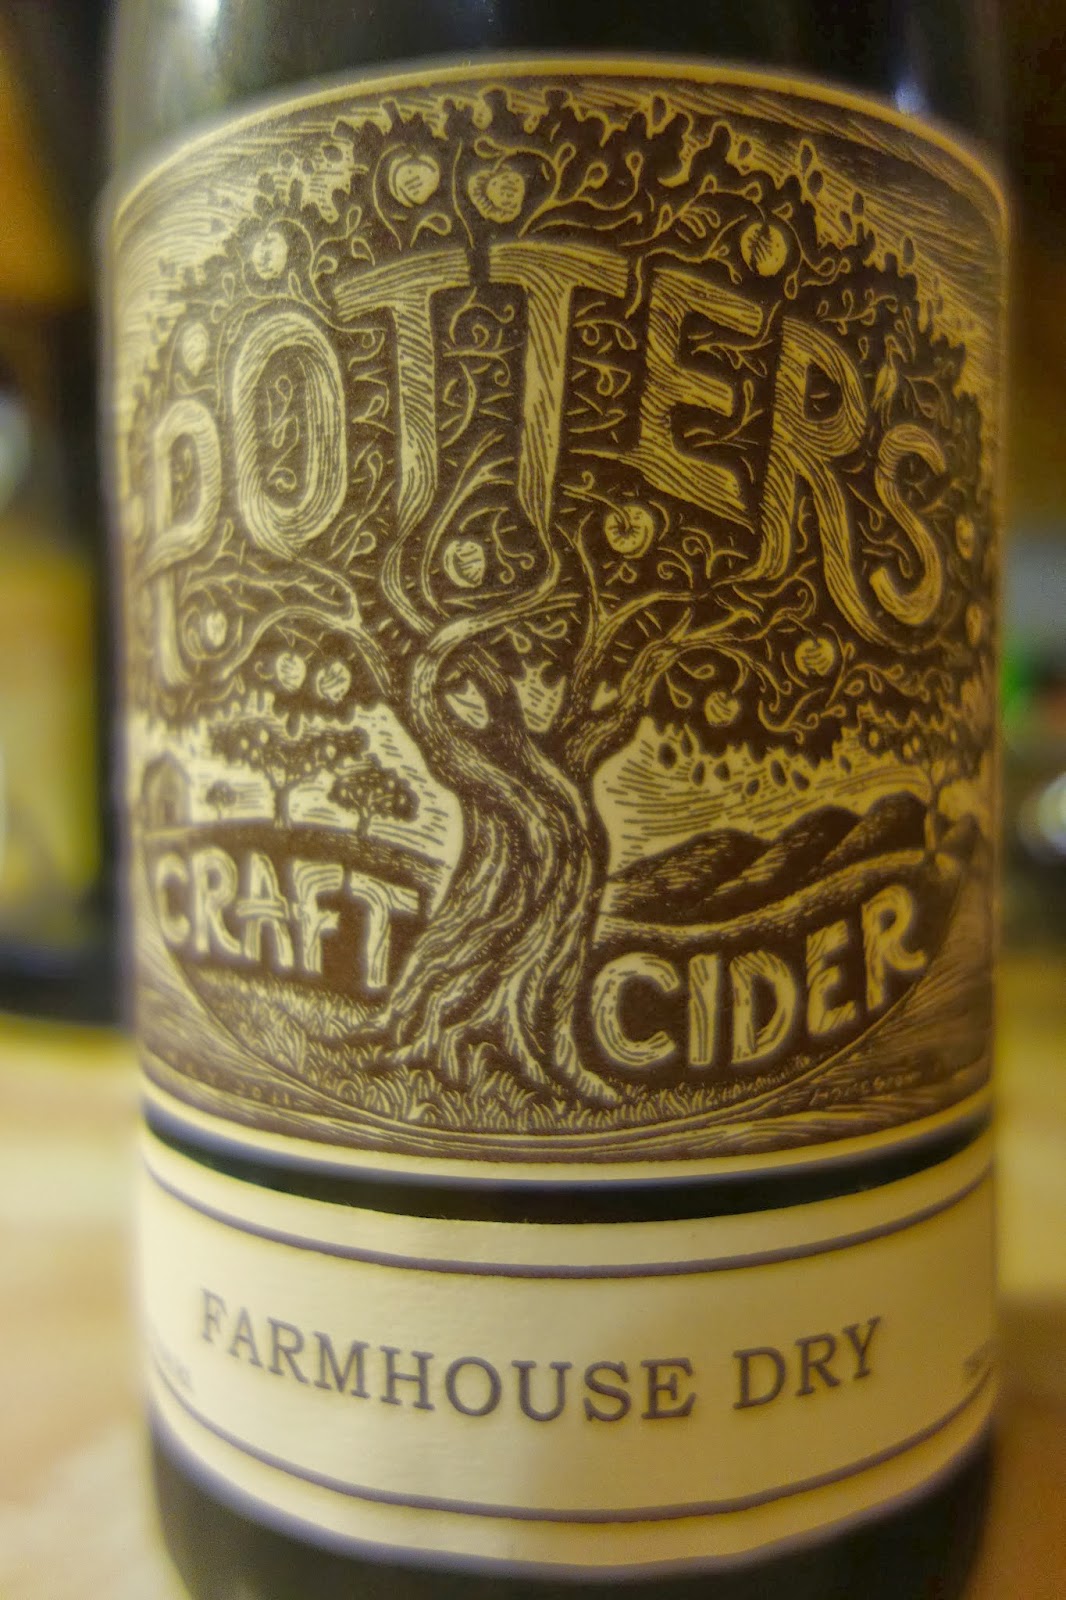 POTTER'S
CRAFT CIDER
FARMHOUSE DRY